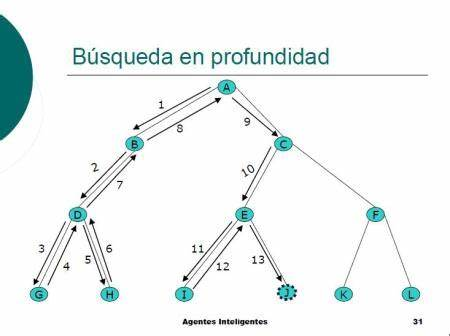 Búsqueda en profundidad
A
1
8
9
B
C
2
7
10
D
E
F
3
4
5
6
11
12
13
G
H
I
J
K
L
Agentes Inteligentes
31